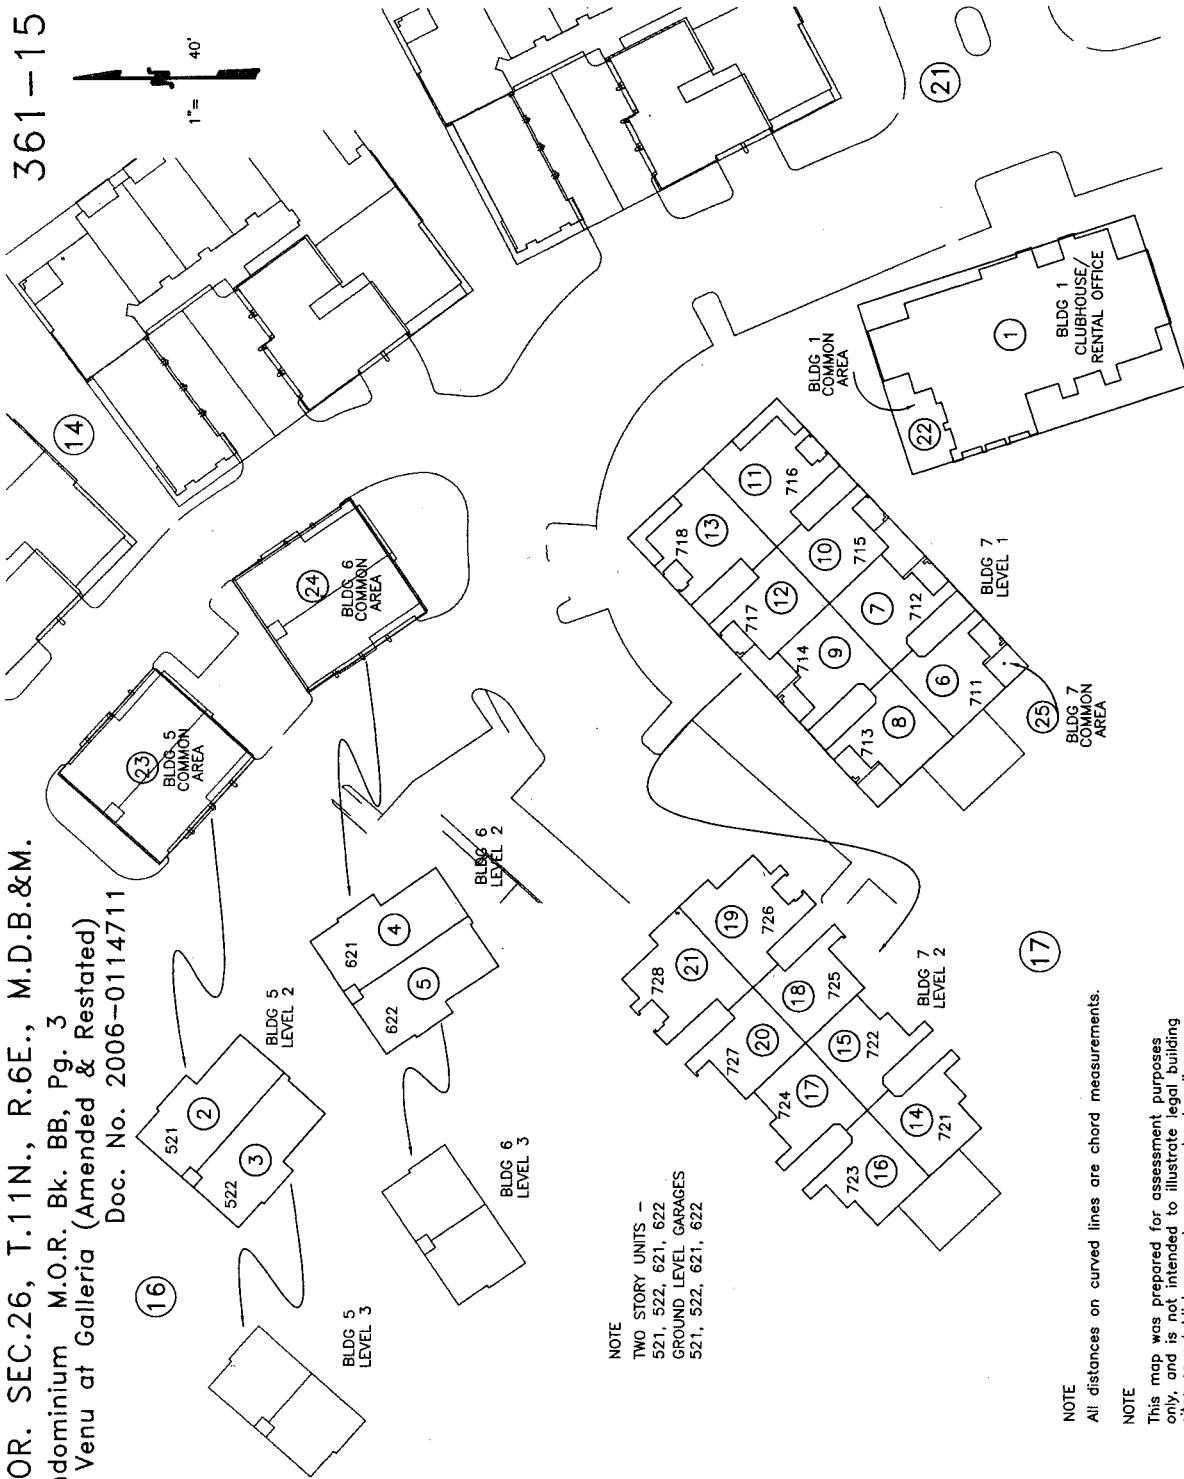 POR. SEC.26, T.11N., R.6E., M.D.B.&M.
Condominium M.O.R. Bk. BB, Pg. 3
Venu at Galleria (Amended & Restated)
Doc. No. 2006-0114711
361-15
1"= 40'
16
14
21
17
23
BLDG 5
COMMON
AREA
24
BLDG 6
COMMON
AREA
521
2
522
3
BLDG 5
LEVEL 2
BLDG 5
LEVEL 3
621
4
622
5
BLDG 6
LEVEL 2
BLDG 6
LEVEL 3
NOTE
TWO STORY UNITS -
521, 522, 621, 622
GROUND LEVEL GARAGES
521, 522, 621, 622
728
21
19
726
727
20
18
725
724
17
15
722
723
16
14
721
BLDG 7
LEVEL 2
718
13
11
716
717
12
10
715
714
9
7
712
713
8
6
711
BLDG 7
LEVEL 1
25
BLDG 7
COMMON
AREA
BLDG 1
COMMON
AREA
22
1
BLDG 1
CLUBHOUSE/
RENTAL OFFICE
NOTE
All distances on curved lines are chord measurements.
NOTE
This map was prepared for assessment purposes
only, and is not intended to illustrate legal building